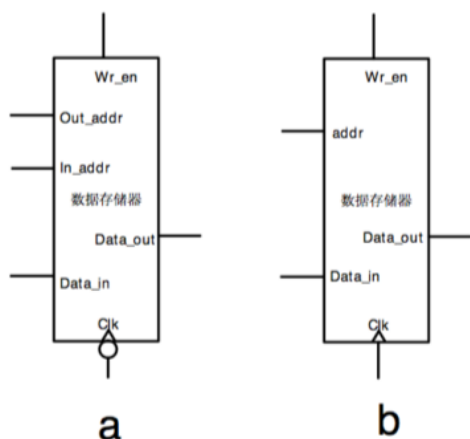 Wr_en
Out_addr
In_addr
数据存储器
Data_out
Data_in
Clk
a
Wr_en
addr
数据存储器
Data_out
Data_in
Clk
b